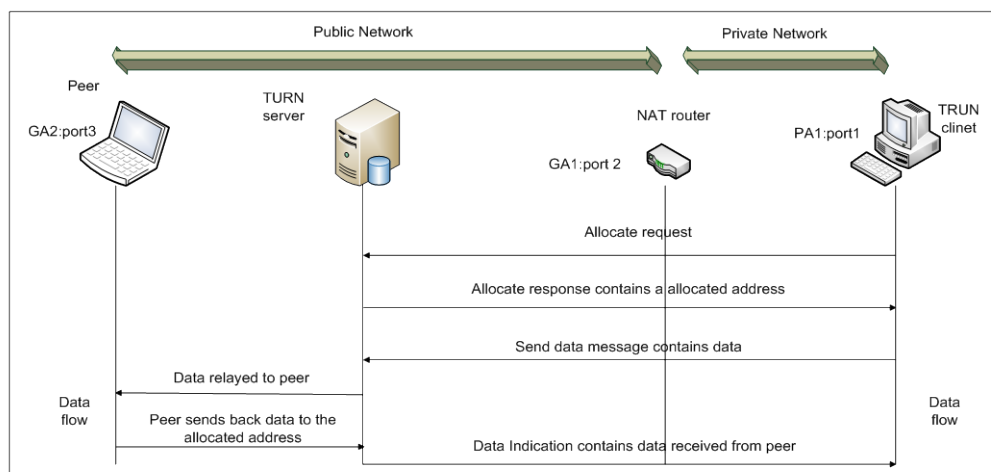 Public Network
Private Network
Peer
TURN
server
NAT router
TRUN
clinet
GA2:port3
GA1:port 2
PA1:port1
Allocate request
Allocate response contains a allocated address
Send data message contains data
Data relayed to peer
Data
flow
Peer sends back data to the
allocated address
Data
flow
Data Indication contains data received from peer